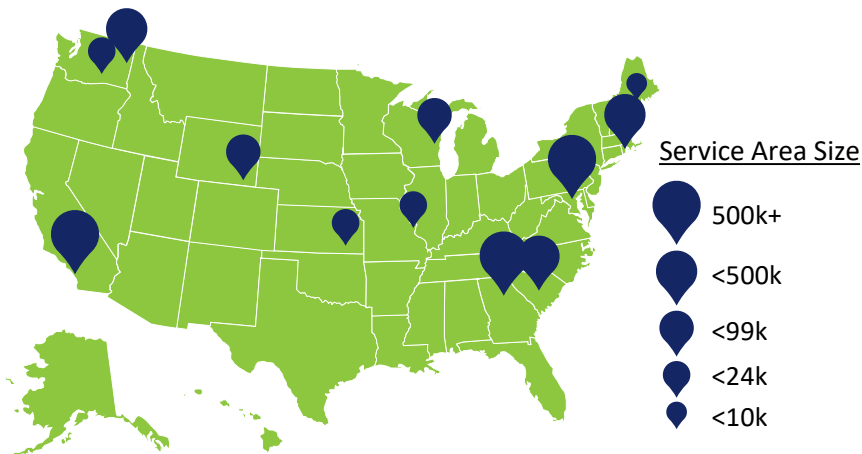 Service Area Size
500k+
<500k
<99k
<24k
<10k